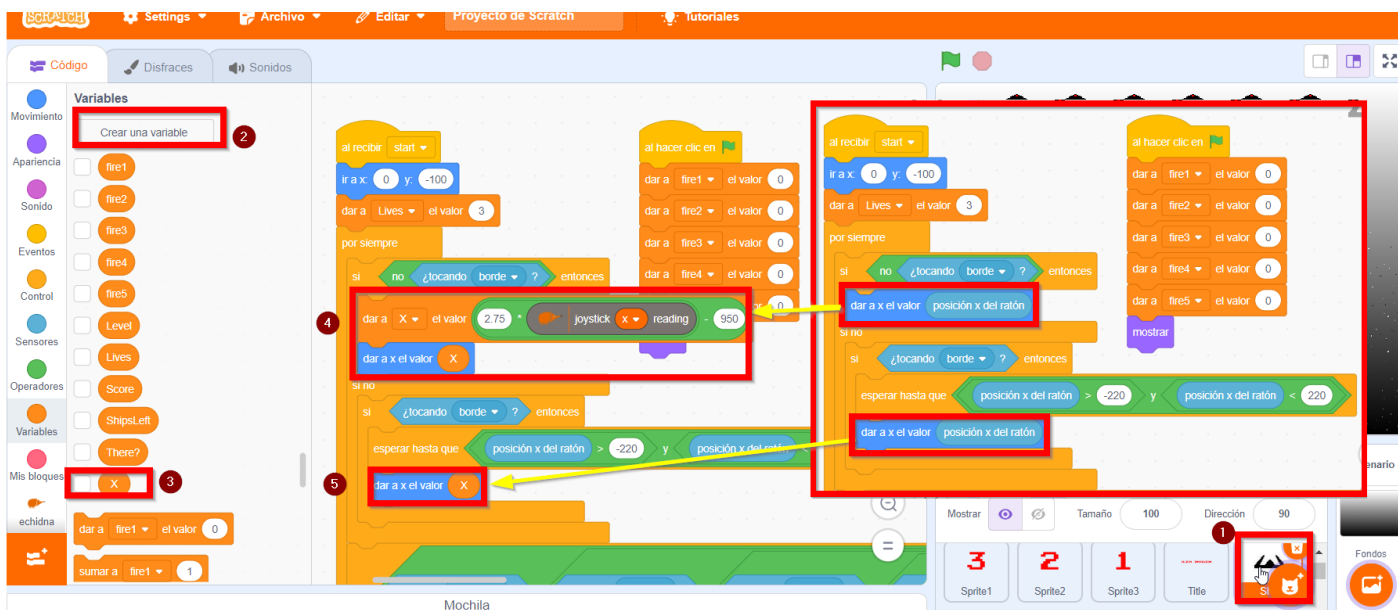 SCRATCH Settings Archivo Editar Proyecto de Scratch Tutoriales
Código Disfraces Sonidos
Movimiento
Apariencia
Sonido
Eventos
Control
Sensores
Operadores
Variables
Mis bloques
echidna
Variables
Crear una variable
2
fire1
fire2
fire3
fire4
fire5
Level
Lives
Score
ShipsLeft
There?
X
3
dar a fire1 el valor 0
sumar a fire1 1
al recibir start
ir a x: 0 y: -100
dar a Lives el valor 3
por siempre
si no ¿tocando borde ? entonces
4
dar a X el valor 2.75 * joystick x reading - 950
dar a x el valor X
si no
si ¿tocando borde ? entonces
esperar hasta que posición x del ratón > -220 y posición x del ratón <
5
dar a x el valor X
al hacer clic en
dar a fire1 el valor 0
dar a fire2 el valor 0
dar a fire3 el valor 0
dar a fire4 el valor 0
0
al recibir start
ir a x: 0 y: -100
dar a Lives el valor 3
por siempre
si no ¿tocando borde ? entonces
dar a x el valor posición x del ratón
si no
si ¿tocando borde ? entonces
esperar hasta que posición x del ratón > -220 y posición x del ratón < 220
dar a x el valor posición x del ratón
al hacer clic en
dar a fire1 el valor 0
dar a fire2 el valor 0
dar a fire3 el valor 0
dar a fire4 el valor 0
dar a fire5 el valor 0
mostrar
enario
Mostrar Tamaño 100 Dirección 90
1
3 2 1
Sprite1 Sprite2 Sprite3 Title
Fondos
Mochila